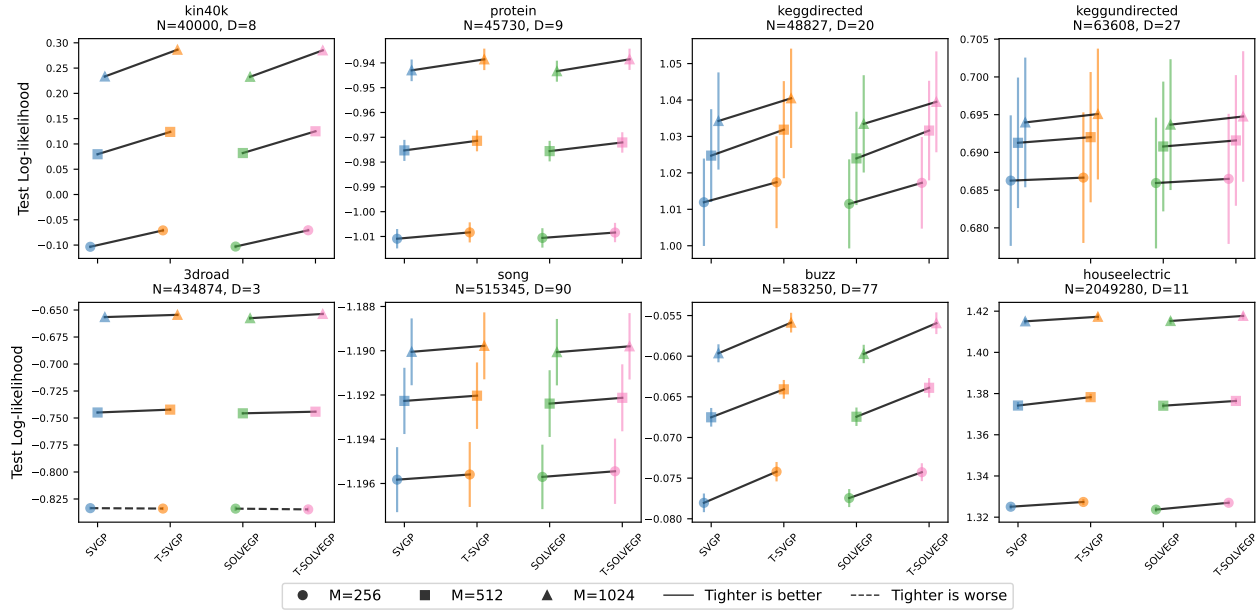 kin40k
N=40000, D=8
protein
N=45730, D=9
keggdirected
N=48827, D=20
keggundirected
N=63608, D=27
Test Log-likelihood
0.30
0.25
0.20
0.15
0.10
0.05
0.00
−0.05
−0.10
−0.94
−0.95
−0.96
−0.97
−0.98
−0.99
−1.00
−1.01
1.05
1.04
1.03
1.02
1.01
1.00
0.705
0.700
0.695
0.690
0.685
0.680
3droad
N=434874, D=3
song
N=515345, D=90
buzz
N=583250, D=77
houseelectric
N=2049280, D=11
Test Log-likelihood
−0.650
−0.675
−0.700
−0.725
−0.750
−0.775
−0.800
−0.825
−1.188
−1.190
−1.192
−1.194
−1.196
−0.055
−0.060
−0.065
−0.070
−0.075
−0.080
1.42
1.40
1.38
1.36
1.34
1.32
SVGP
T-SVGP
SOLVEGP
T-SOLVEGP
SVGP
T-SVGP
SOLVEGP
T-SOLVEGP
SVGP
T-SVGP
SOLVEGP
T-SOLVEGP
SVGP
T-SVGP
SOLVEGP
T-SOLVEGP
M=256 M=512 M=1024 Tighter is better Tighter is worse